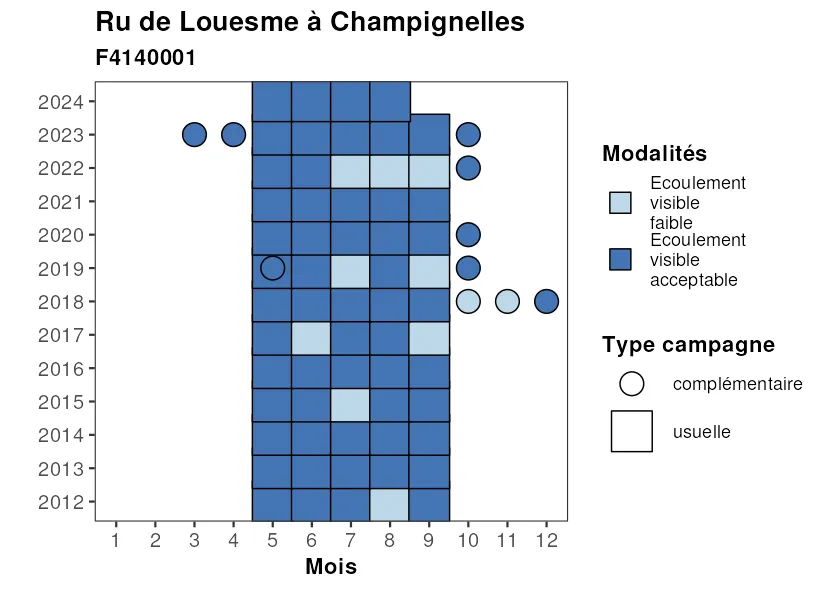 Ru de Louesme à Champignelles
F4140001
2024
2023
2022
2021
2020
2019
2018
2017
2016
2015
2014
2013
2012
1 2 3 4 5 6 7 8 9 10 11 12
Mois
Modalités
Ecoulement
visible
faible
Ecoulement
visible
acceptable
Type campagne
complémentaire
usuelle